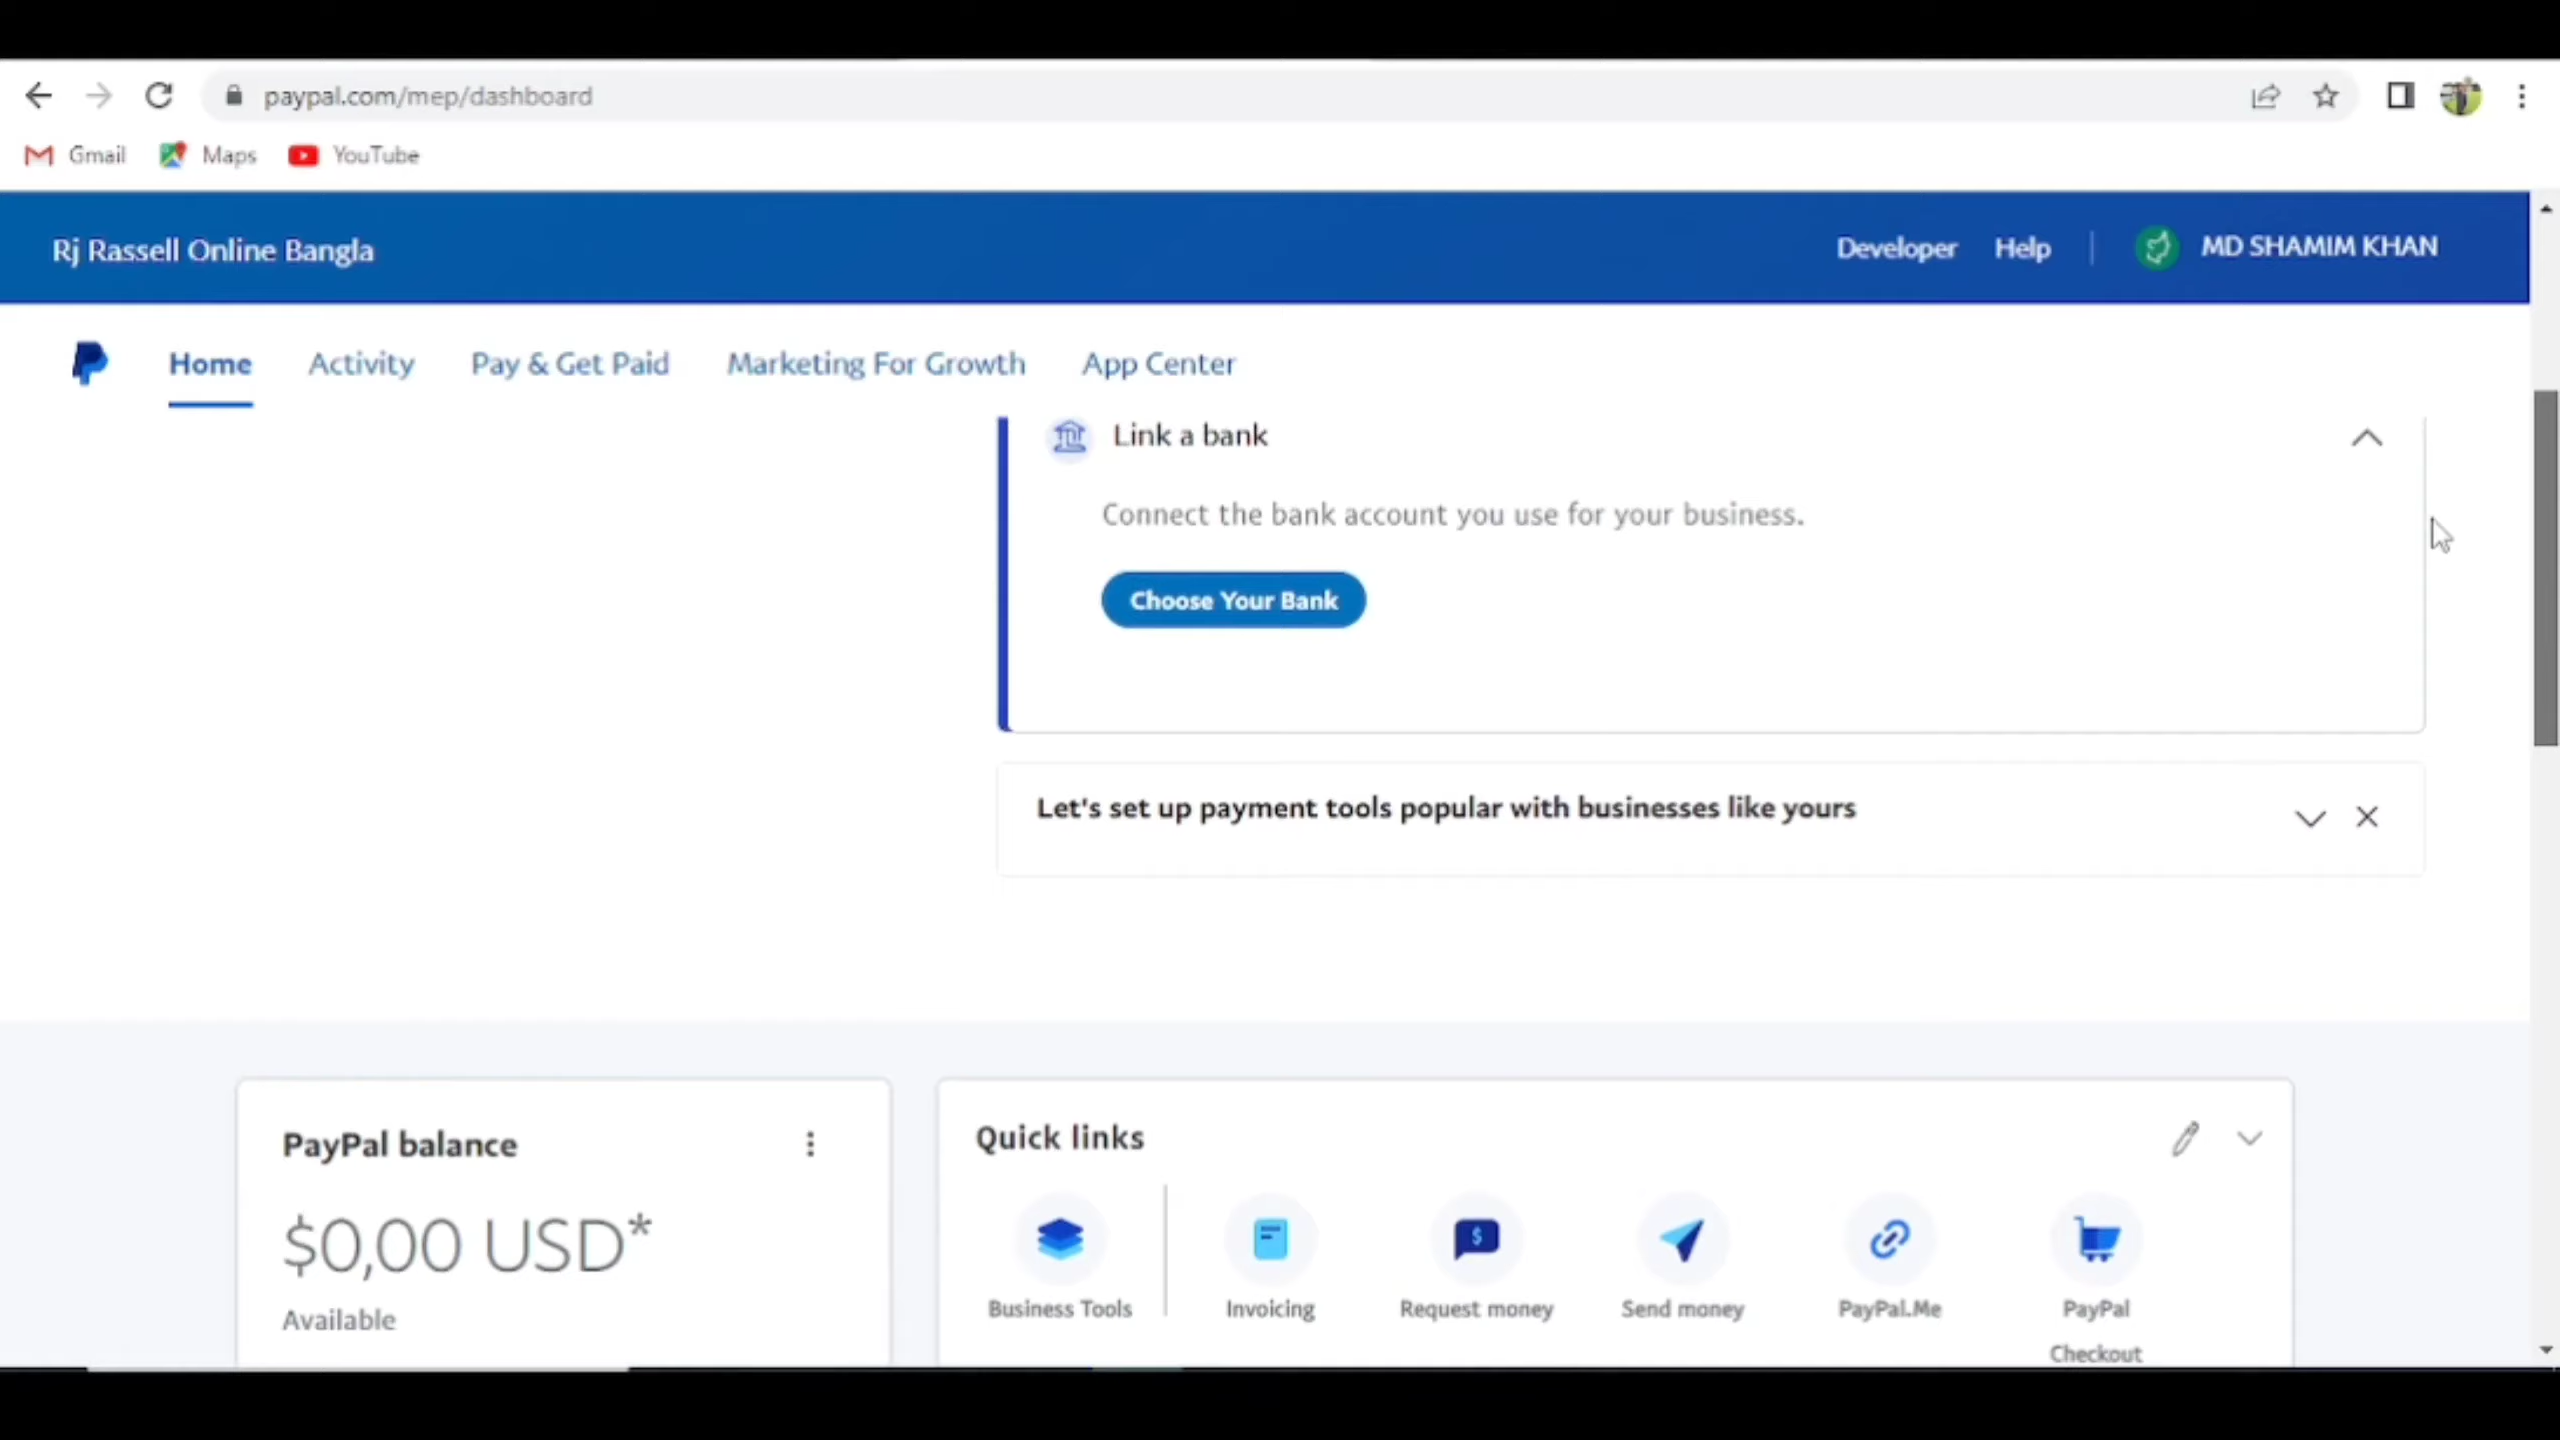 paypal.com/mep/dashboard
Gmail Maps YouTube
Rj Rassell Online Bangla
Developer Help MD SHAMIM KHAN
Home Activity Pay & Get Paid Marketing For Growth App Center
Link a bank
Connect the bank account you use for your business.
Choose Your Bank
Let's set up payment tools popular with businesses like yours
PayPal balance
$0,00 USD*
Available
Quick links
Business Tools
Invoicing
Request money
Send money
PayPal.Me
PayPal
Checkout